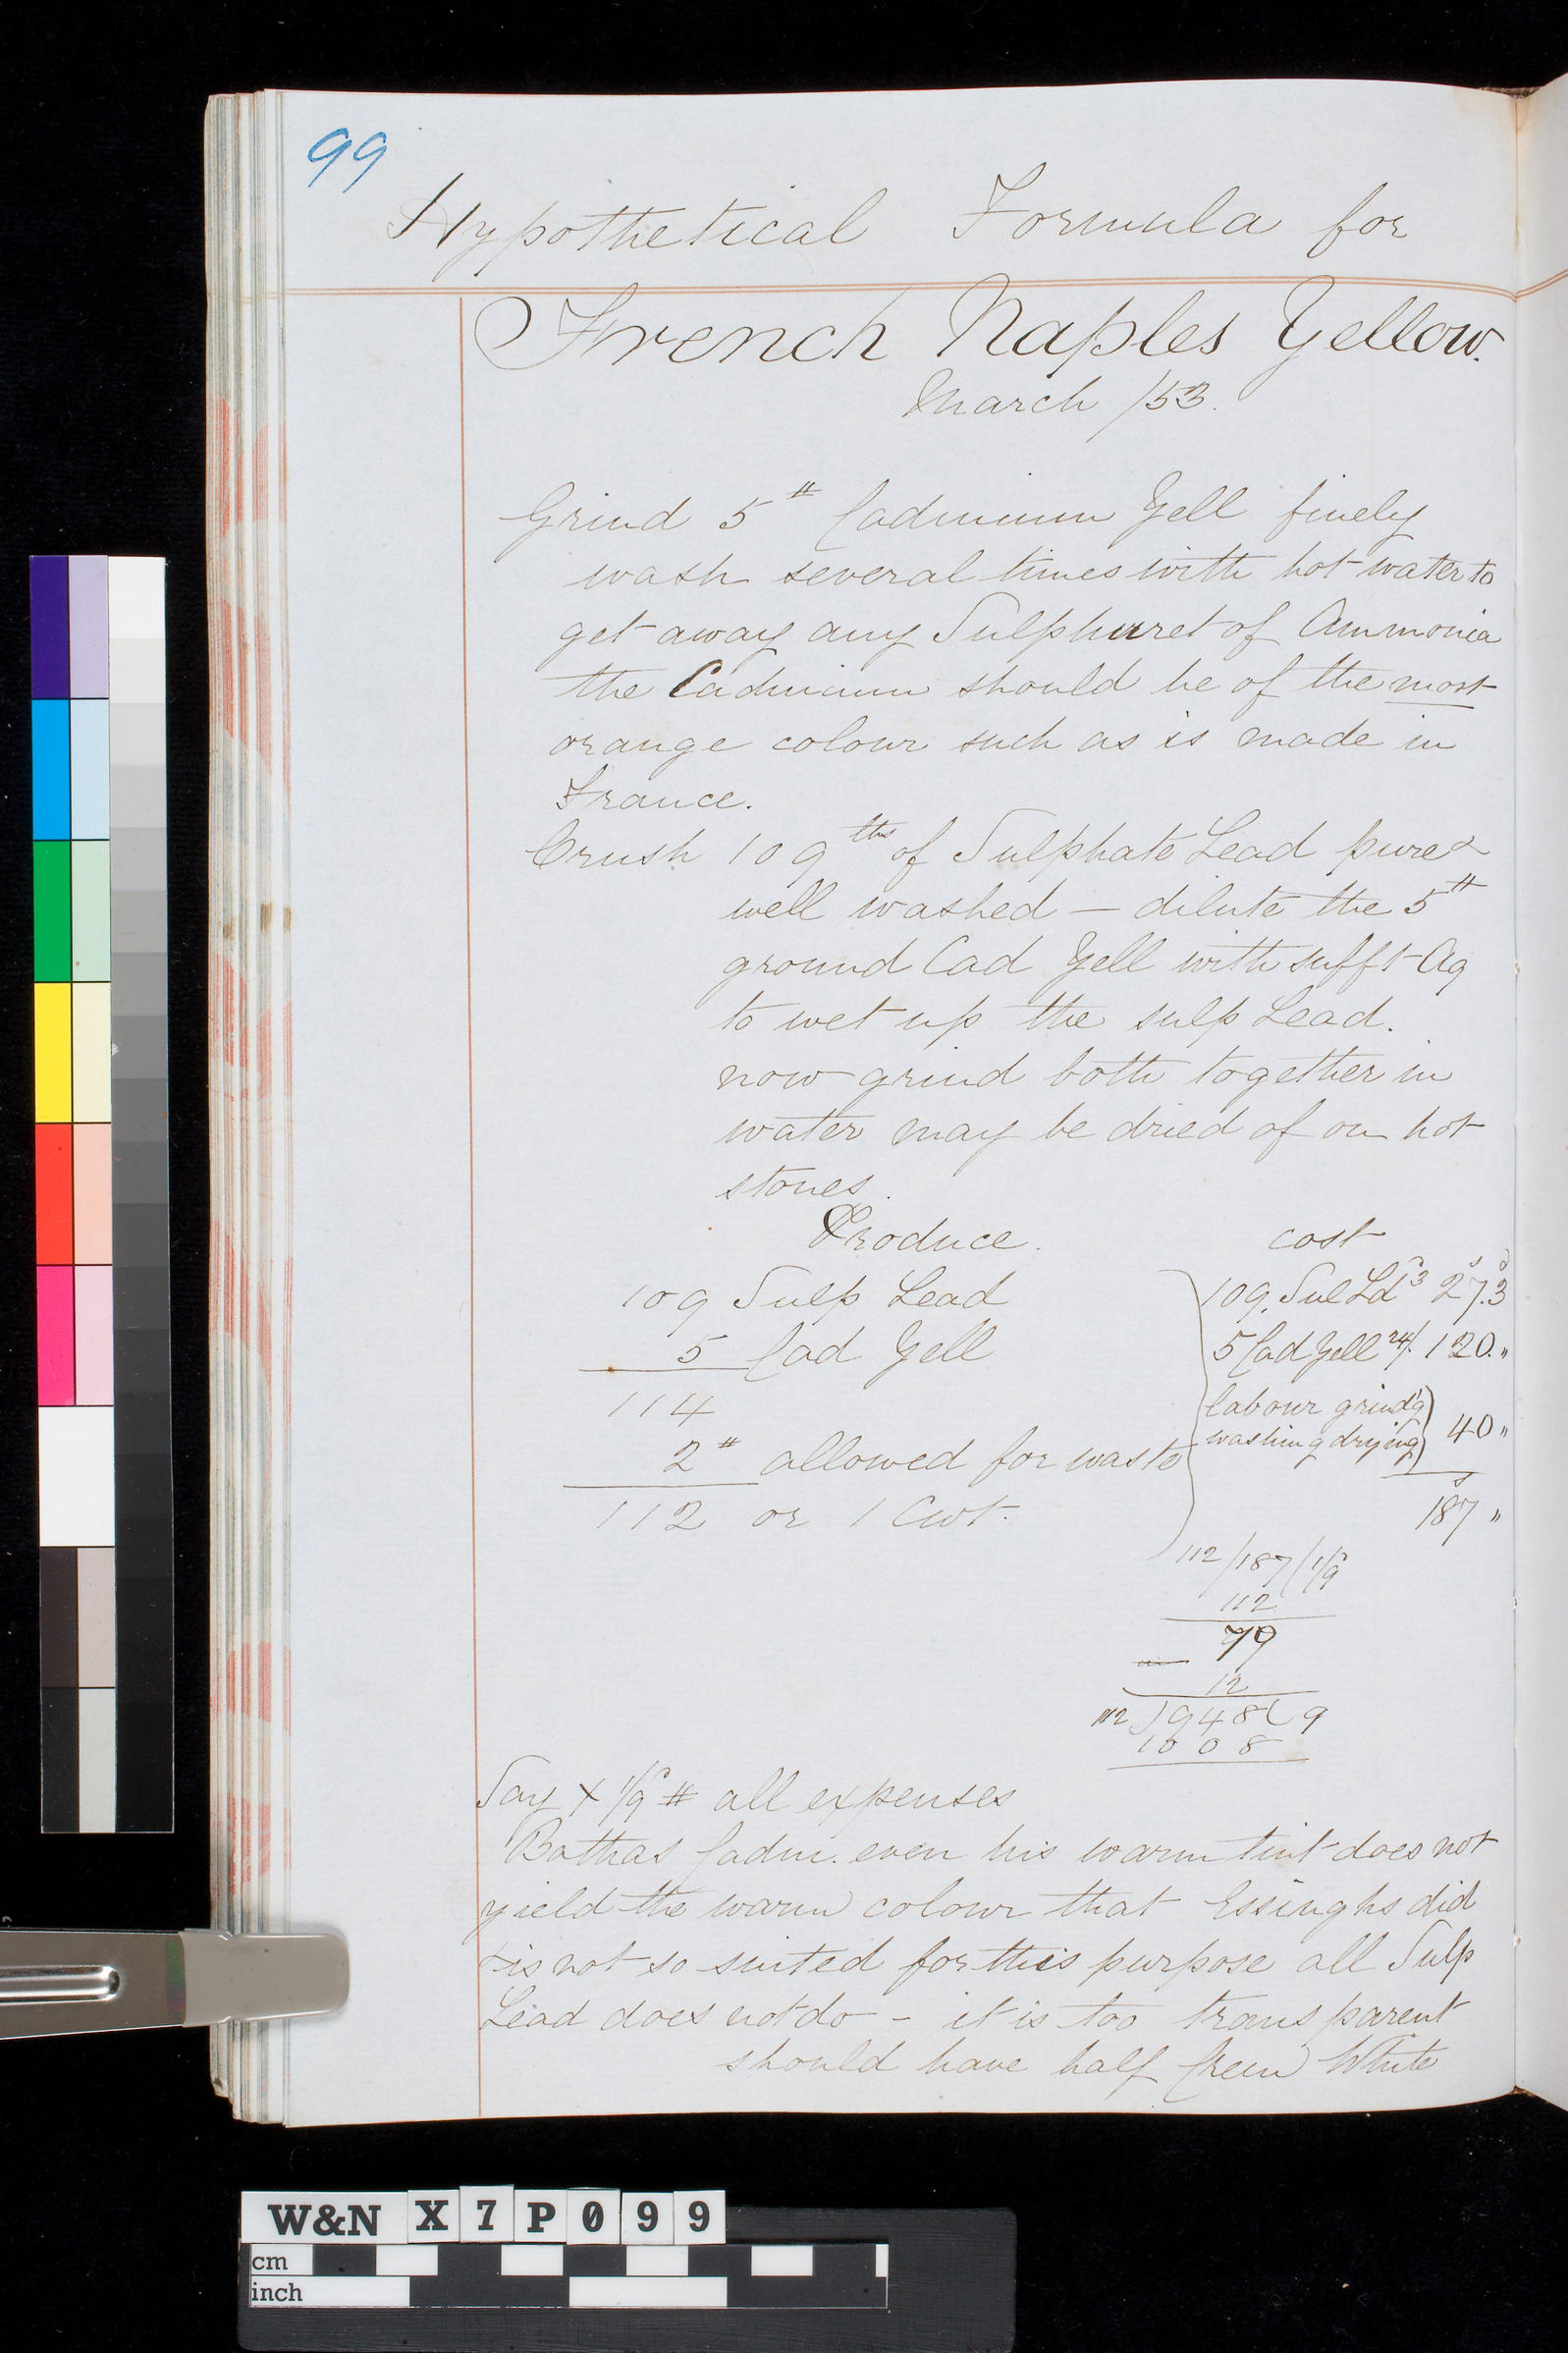 99
Hypothetical Formula for
French Naples Yellow.
March /53.
Grind 5 # Cadmium Yell finely
wash several times with hot water to
get away any Sulphuret of Ammonia
the Cadmium should be of the most
orange colour such as is made in
France.
Crush 109 lbs of Sulphate Lead pure &
well washed – dilute the 5 #
ground Cad Yell with sufft Aq
to wet up the sulp Lead.
now grind both together in
water may be dried of on hot
stones.
Produce. cost
109 Sulp Lead 109. Sul Ld 3 27.3
5 Cad Yell 5 Cad Yell 24/. 120. "
114 labour grind'g
washing drying 40 "
2 # allowed for waste
112 or 1 Cwt. 187 "
112 / 187 ( 1/9
112
79
12
112 ) 948 ( 9
1008
Say + 1/9 # all expenses
Bathas Cadm. even his warm tint does not
yield the warm colour that Essinghs did
& is not so suited for this purpose all Sulp
Lead does not do – it is too transparent
should have half Crem White
W&N X7P099
cm
inch